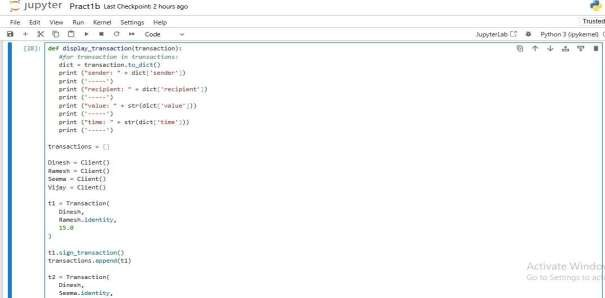 jupyter Pract1b Last Checkpoint: 2 hours ago
File Edit View Run Kernel Settings Help Trusted
Code JupyterLab Python 3 (ipykernel)
[28]: def display_transaction(transaction):
#for transaction in transactions:
dict = transaction.to_dict()
print ("sender: " + dict['sender'])
print ('-----')
print ("recipient: " + dict['recipient'])
print ('-----')
print ("value: " + str(dict['value']))
print ('-----')
print ("time: " + str(dict['time']))
print ('-----')
transactions = []
Dinesh = Client()
Ramesh = Client()
Seema = Client()
Vijay = Client()
t1 = Transaction(
Dinesh,
Ramesh.identity,
15.0
)
t1.sign_transaction()
transactions.append(t1)
t2 = Transaction(
Dinesh,
Seema.identity,
Activate Windo
Go to Settings to act